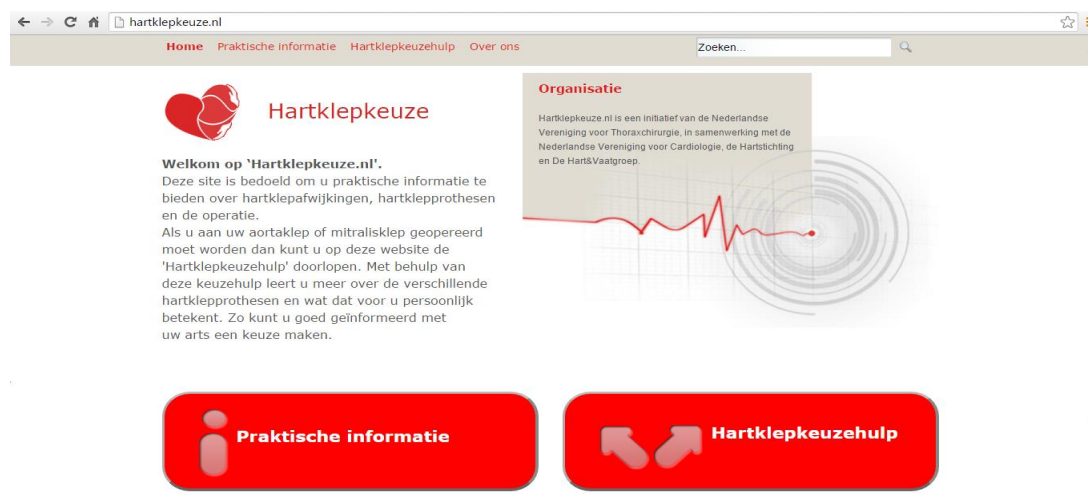 hartklepkeuze.nl
Home Praktische informatie Hartklepkeuzehulp Over ons
Zoeken...
Hartklepkeuze
Welkom op 'Hartklepkeuze.nl'.
Deze site is bedoeld om u praktische informatie te
bieden over hartklepafwijkingen, hartklepprothesen
en de operatie.
Als u aan uw aortaklep of mitralisklep geopereerd
moet worden dan kunt u op deze website de
'Hartklepkeuzehulp' doorlopen. Met behulp van
deze keuzehulp leert u meer over de verschillende
hartklepprothesen en wat dat voor u persoonlijk
betekent. Zo kunt u goed geïnformeerd met
uw arts een keuze maken.
Organisatie
Hartklepkeuze.nl is een initiatief van de Nederlandse
Vereniging voor Thoraxchirurgie, in samenwerking met de
Nederlandse Vereniging voor Cardiologie, de Hartstichting
en De Hart&Vaatgroep.
Praktische informatie
Hartklepkeuzehulp